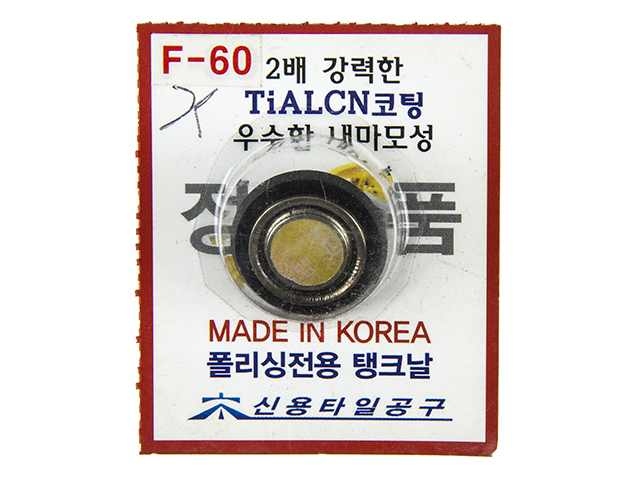 F-60
2배 강력한
TiALCN코팅
우수한 내마모성
정 품
MADE IN KOREA
폴리싱전용 탱크날
신용타일공구